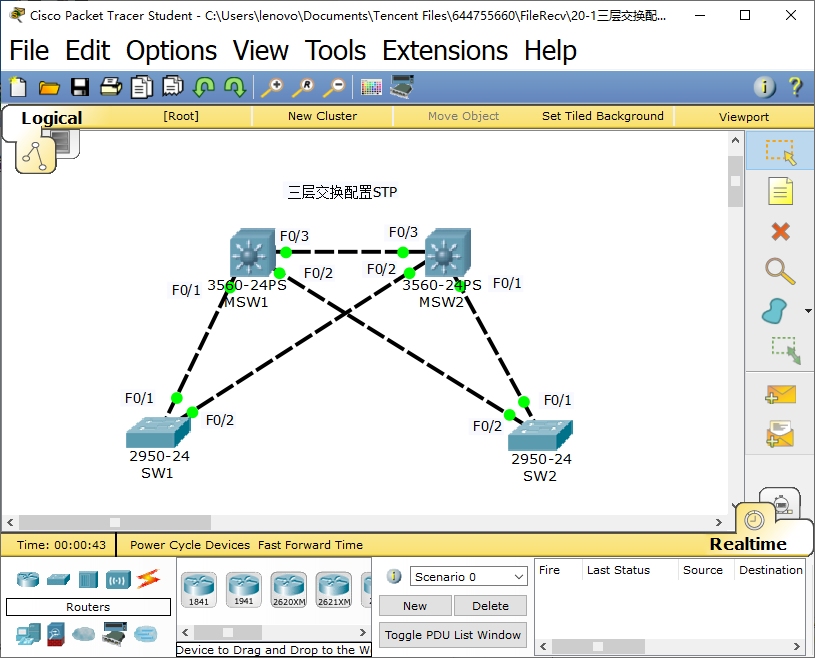 Cisco Packet Tracer Student - C:\Users\lenovo\Documents\Tencent Files\644755660\FileRecv\20-1三层交换配...
File Edit Options View Tools Extensions Help
Logical [Root] New Cluster Move Object Set Tiled Background Viewport
三层交换配置STP
F0/3 F0/3
F0/2 F0/2
3560-24PS 3560-24PS
F0/1 F0/1
MSW1 MSW2
F0/1 F0/1
F0/2 F0/2
2950-24 2950-24
SW1 SW2
Realtime
Time: 00:00:43 Power Cycle Devices Fast Forward Time
Routers
1841 1941 2620XM 2621XM
Device to Drag and Drop to the W
Scenario 0
New Delete
Toggle PDU List Window
Fire Last Status Source Destination